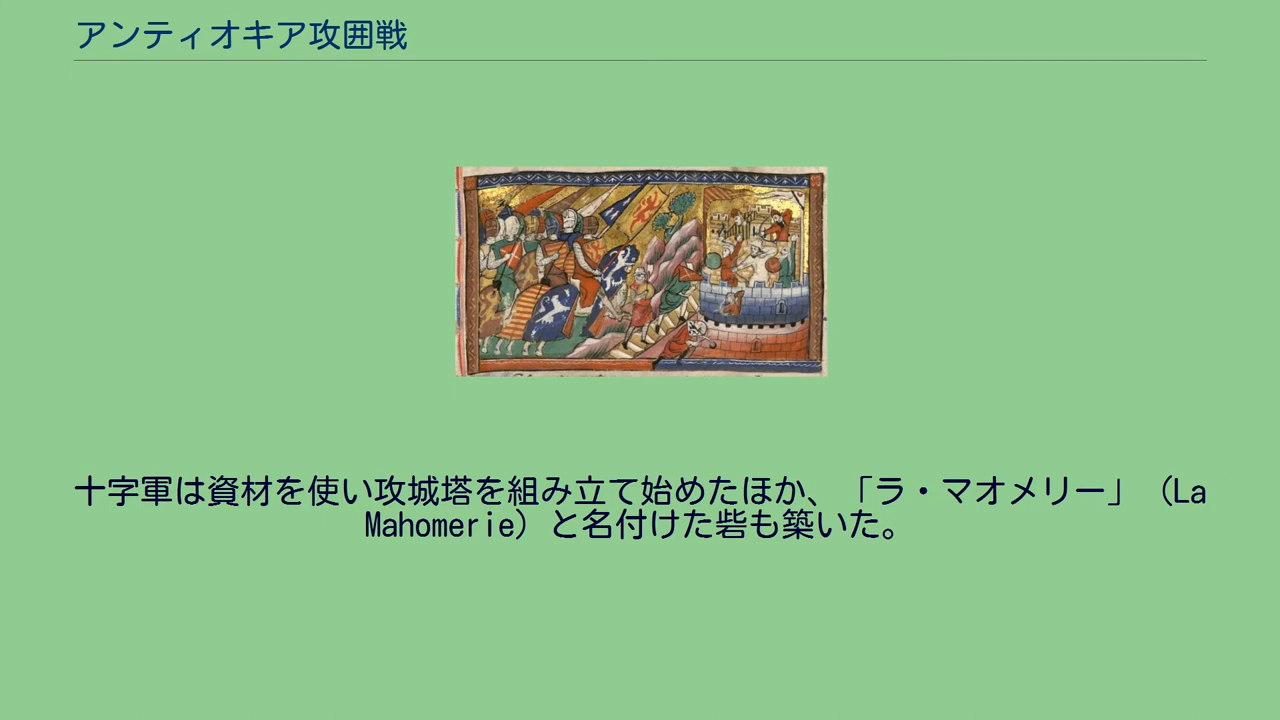 アンティオキア攻囲戦
十字軍は資材を使い攻城塔を組み立て始めたほか、「ラ・マオメリー」（La
Mahomerie）と名付けた砦も築いた。